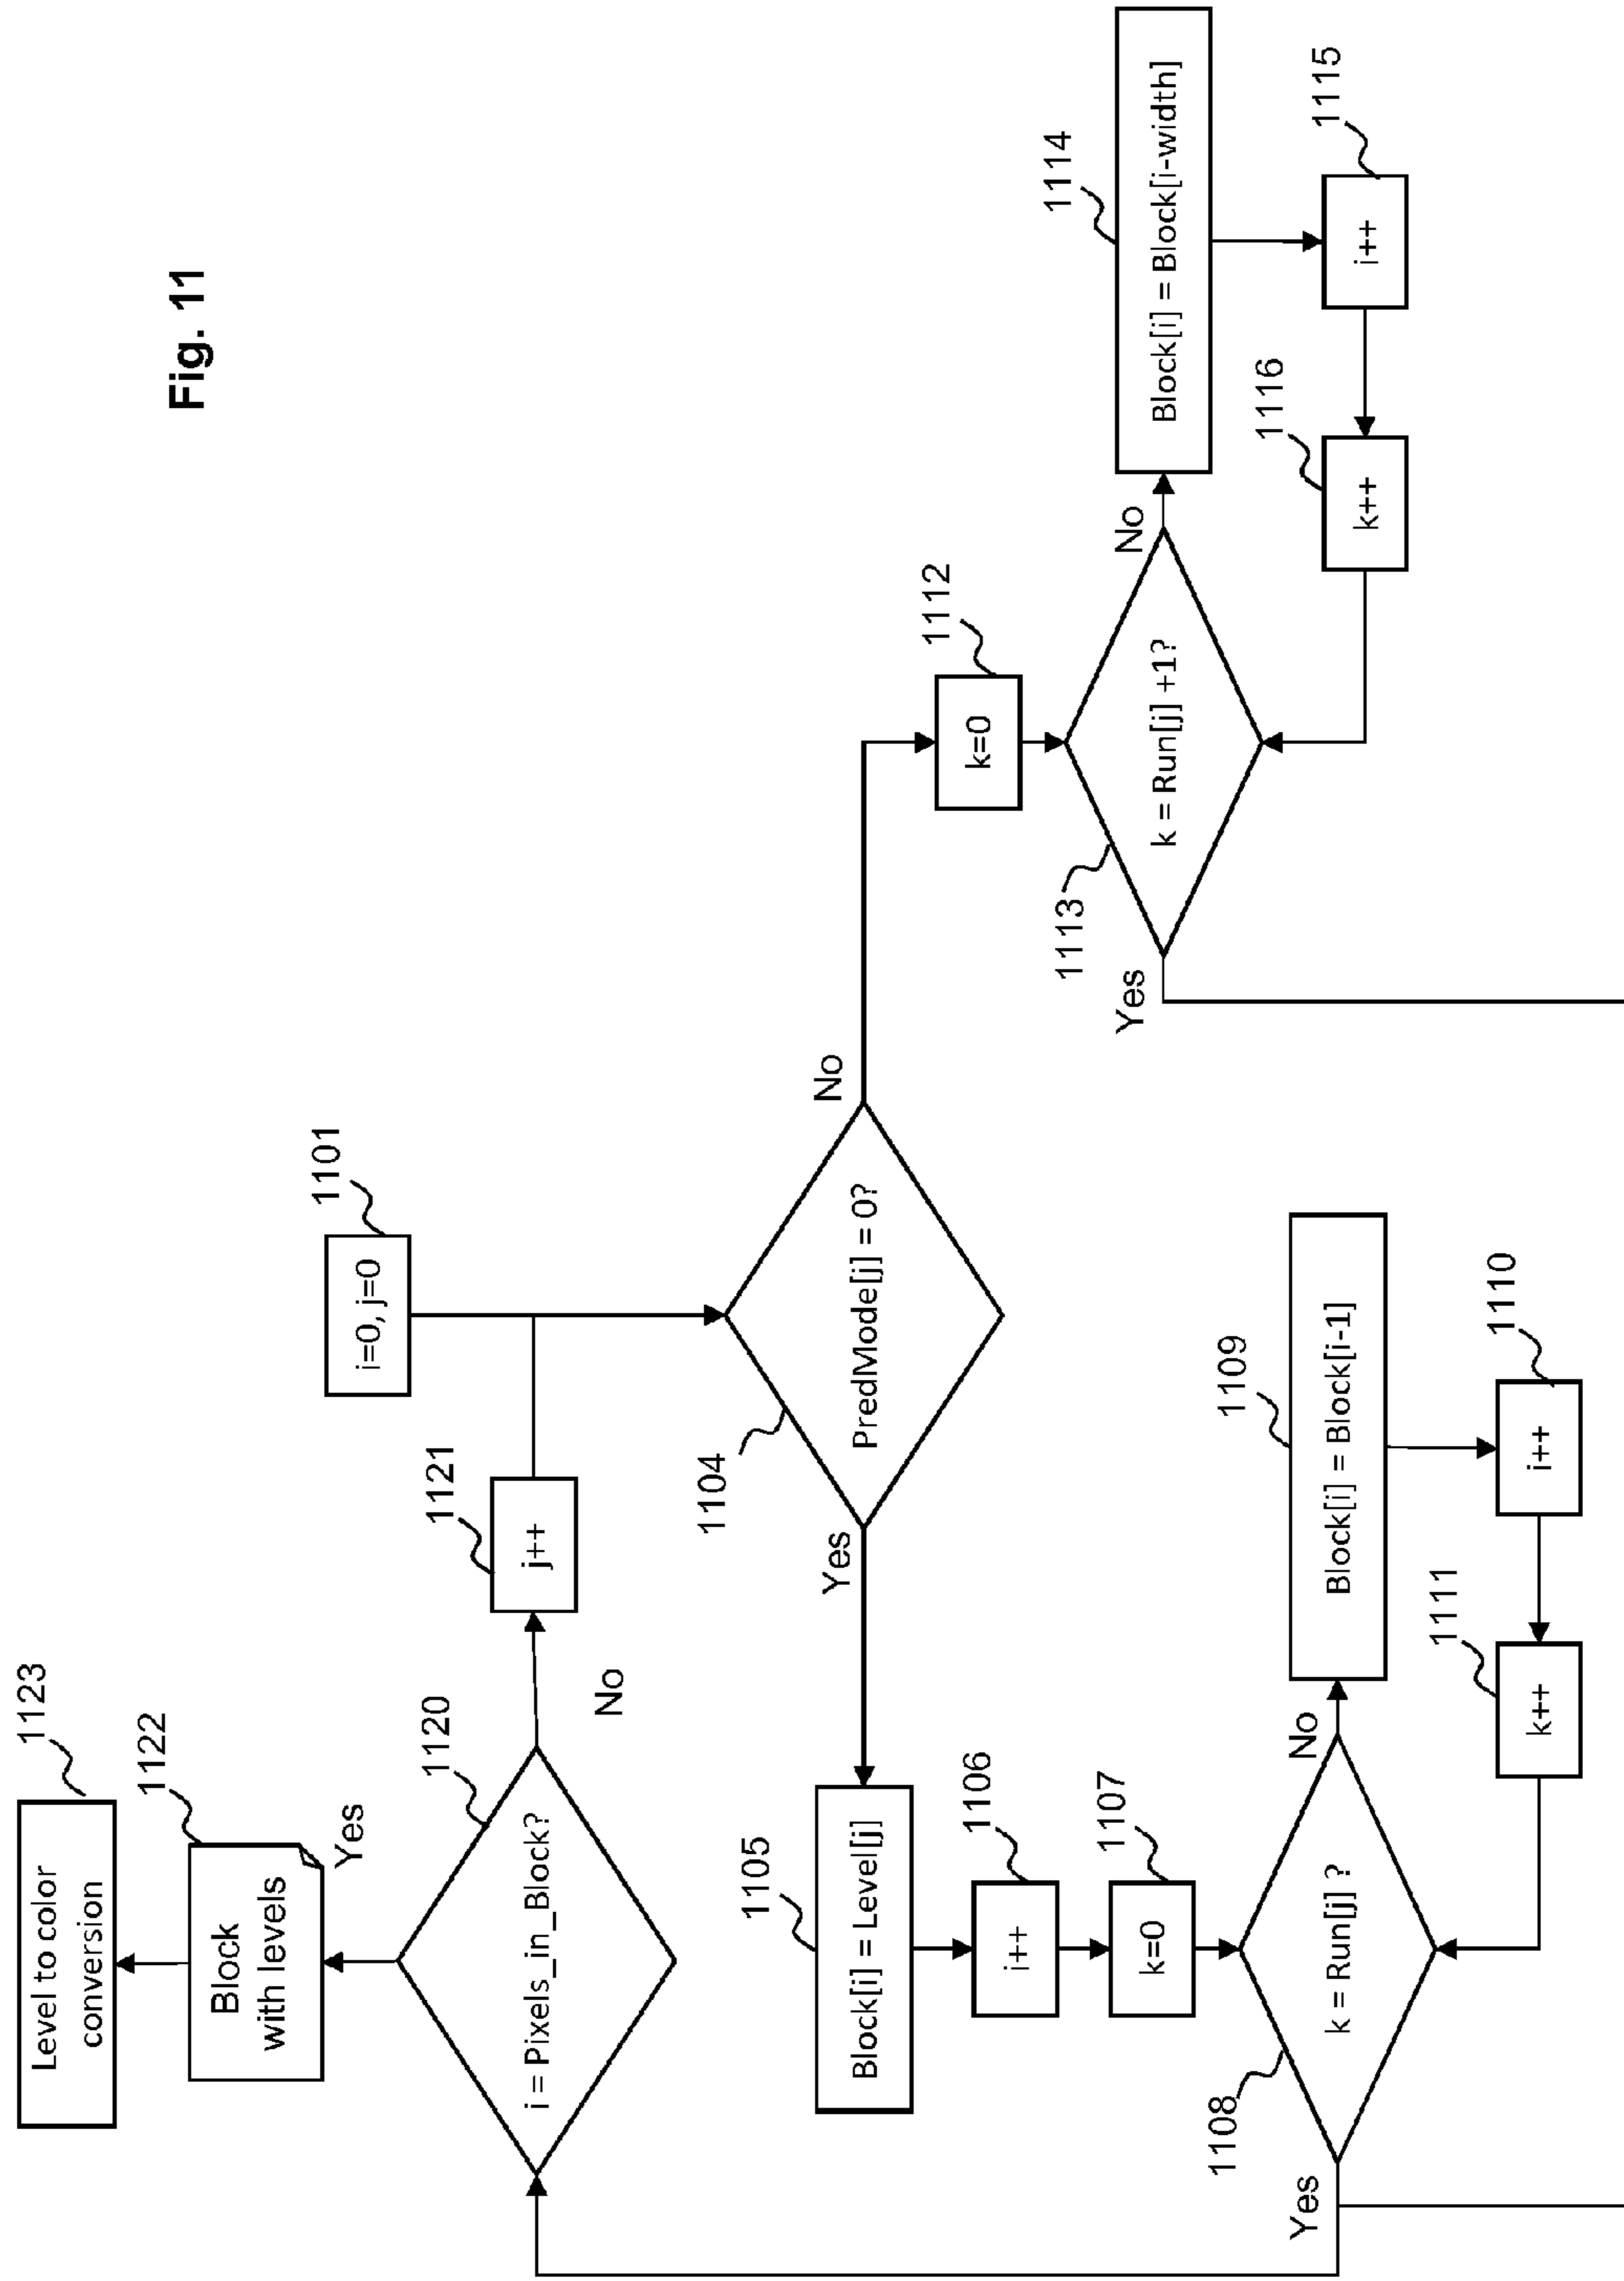 Fig. 11
1101
i=0, j=0
1104
PredMode[j] = 0?
Yes
No
1105
Block[i] = Level[j]
1106
i++
1107
k=0
1108
k = Run[j] ?
Yes
No
1109
Block[i] = Block[i-1]
1110
i++
1111
k++
1112
k=0
1113
k = Run[j] +1?
Yes
No
1114
Block[i] = Block[i-width]
1115
i++
1116
k++
1120
i = Pixels_in_Block?
No
Yes
1121
j++
1122
Block
with levels
1123
Level to color
conversion